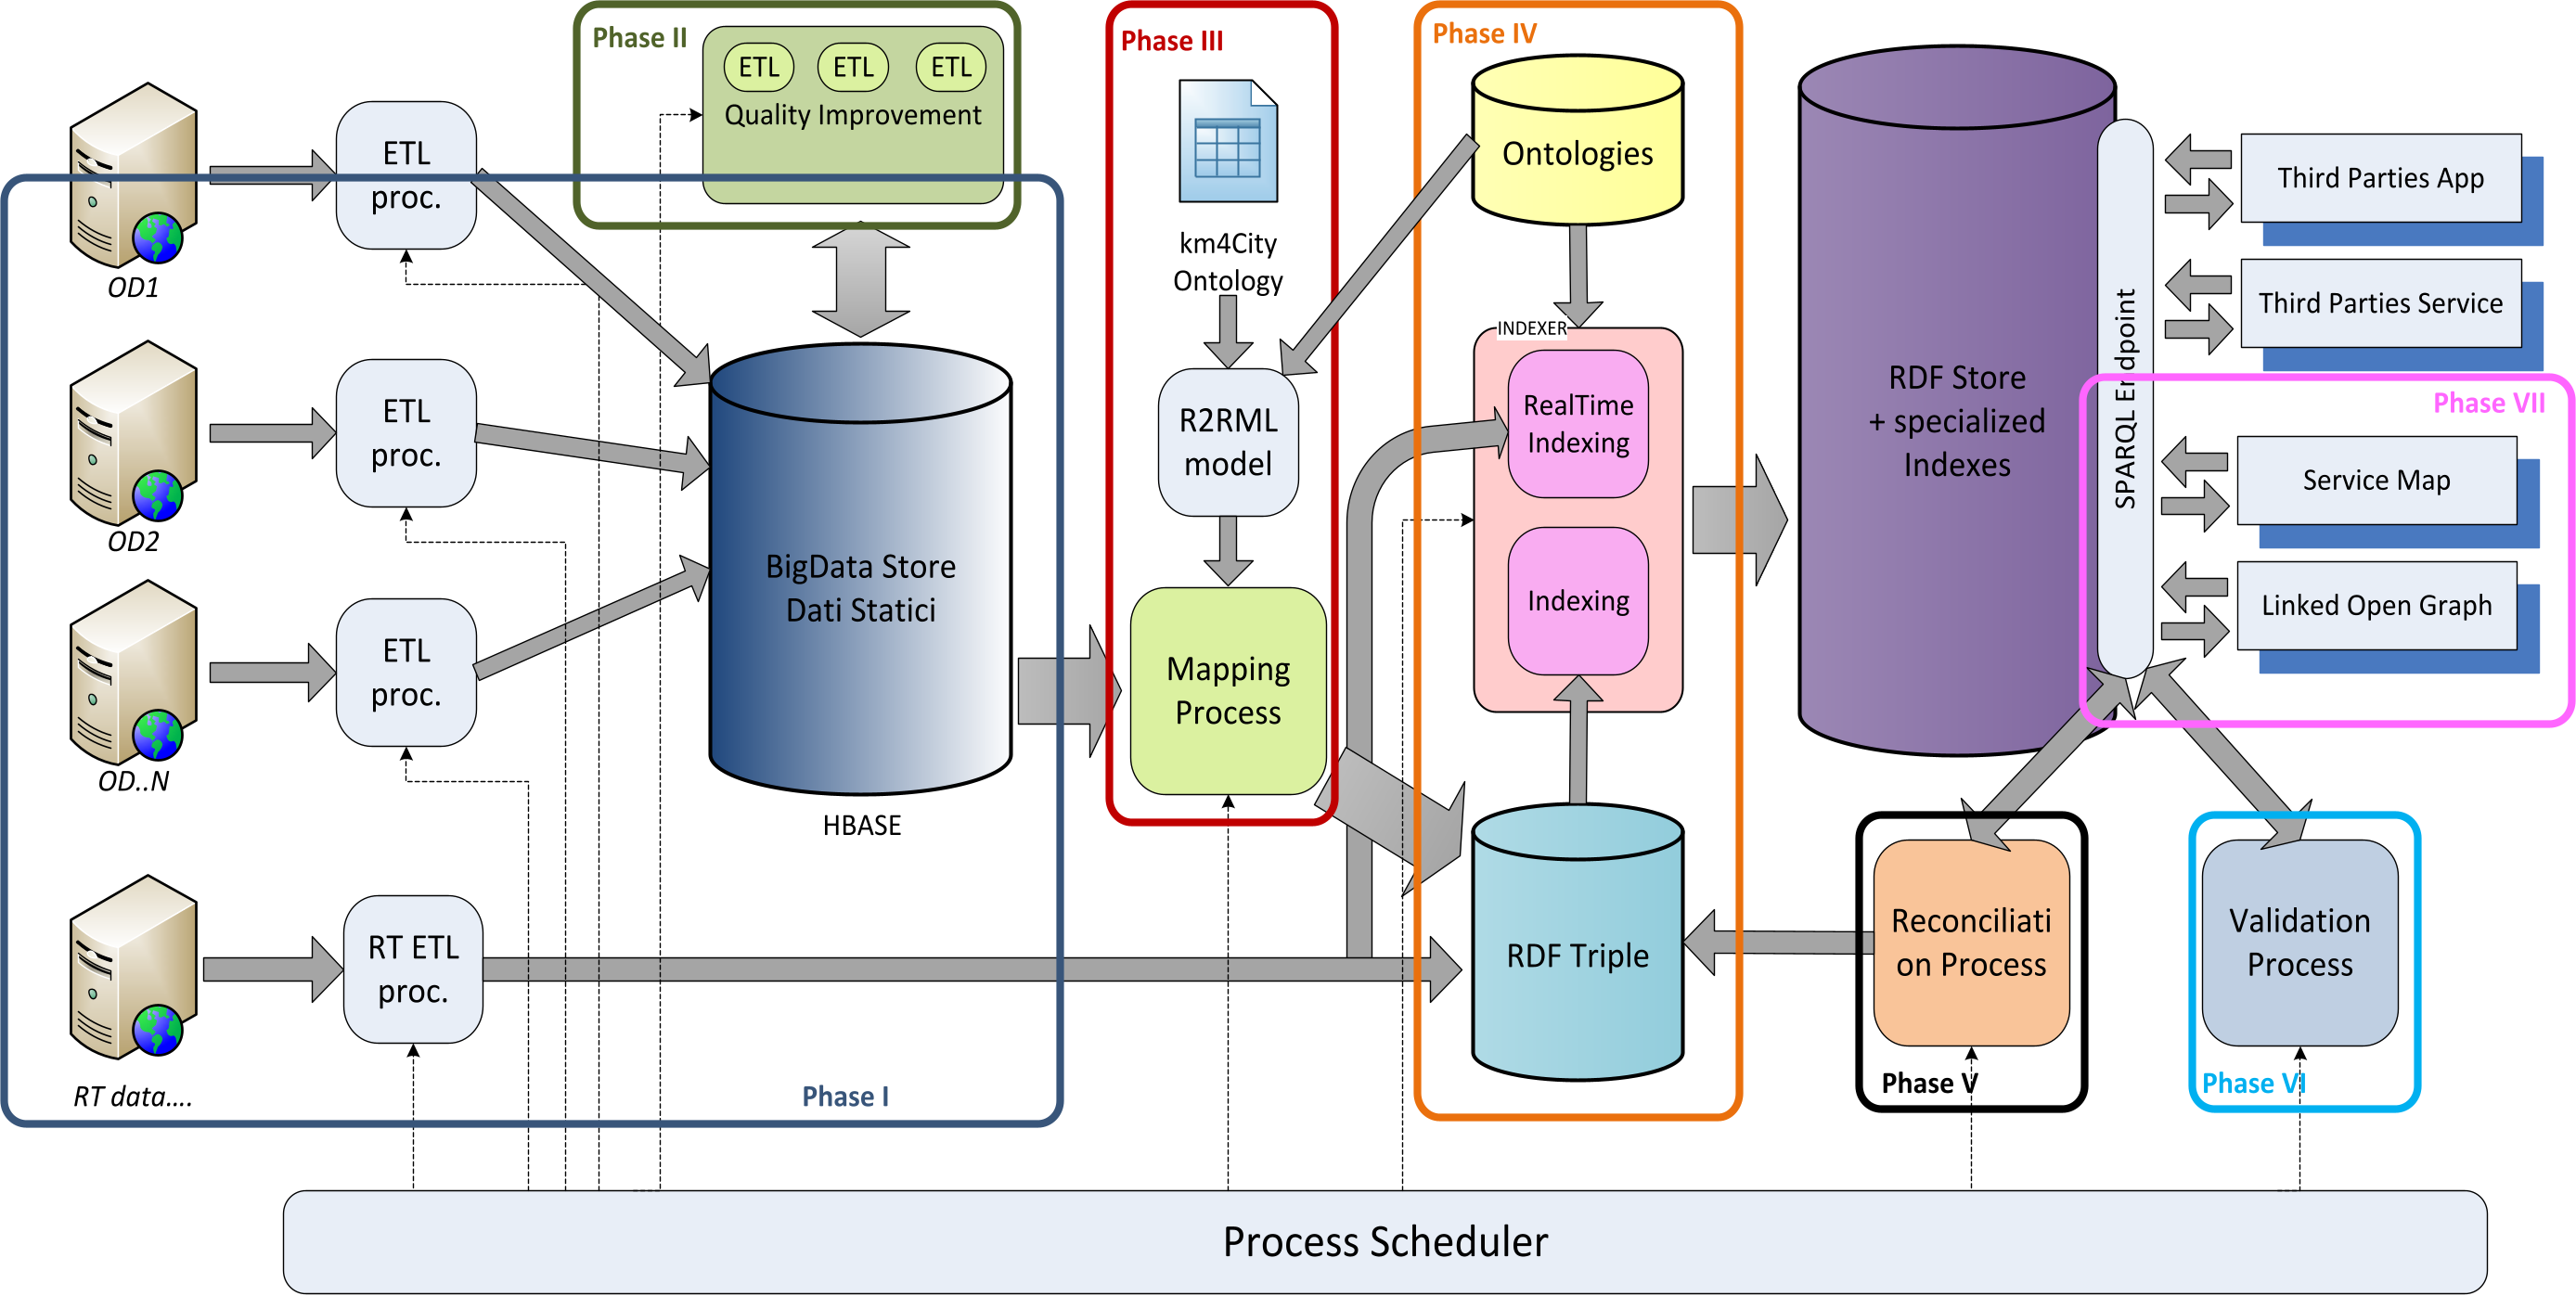 Phase II
ETL
ETL
ETL
Quality Improvement
OD1
ETL
proc.
OD2
ETL
proc.
OD..N
ETL
proc.
RT data....
RT ETL
proc.
BigData Store
Dati Statici
HBASE
Phase I
Phase III
km4City
Ontology
R2RML
model
Mapping
Process
Phase IV
Ontologies
INDEXER
RealTime
Indexing
Indexing
RDF Triple
RDF Store
+ specialized
Indexes
SPARQL Endpoint
Third Parties App
Third Parties Service
Phase VII
Service Map
Linked Open Graph
Reconciliati
on Process
Phase V
Validation
Process
Phase VI
Process Scheduler